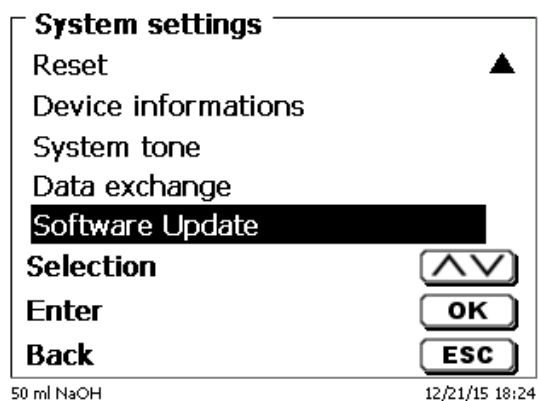 System settings
Reset
Device informations
System tone
Data exchange
Software Update
Selection
Enter OK
Back ESC
50 ml NaOH 12/21/15 18:24